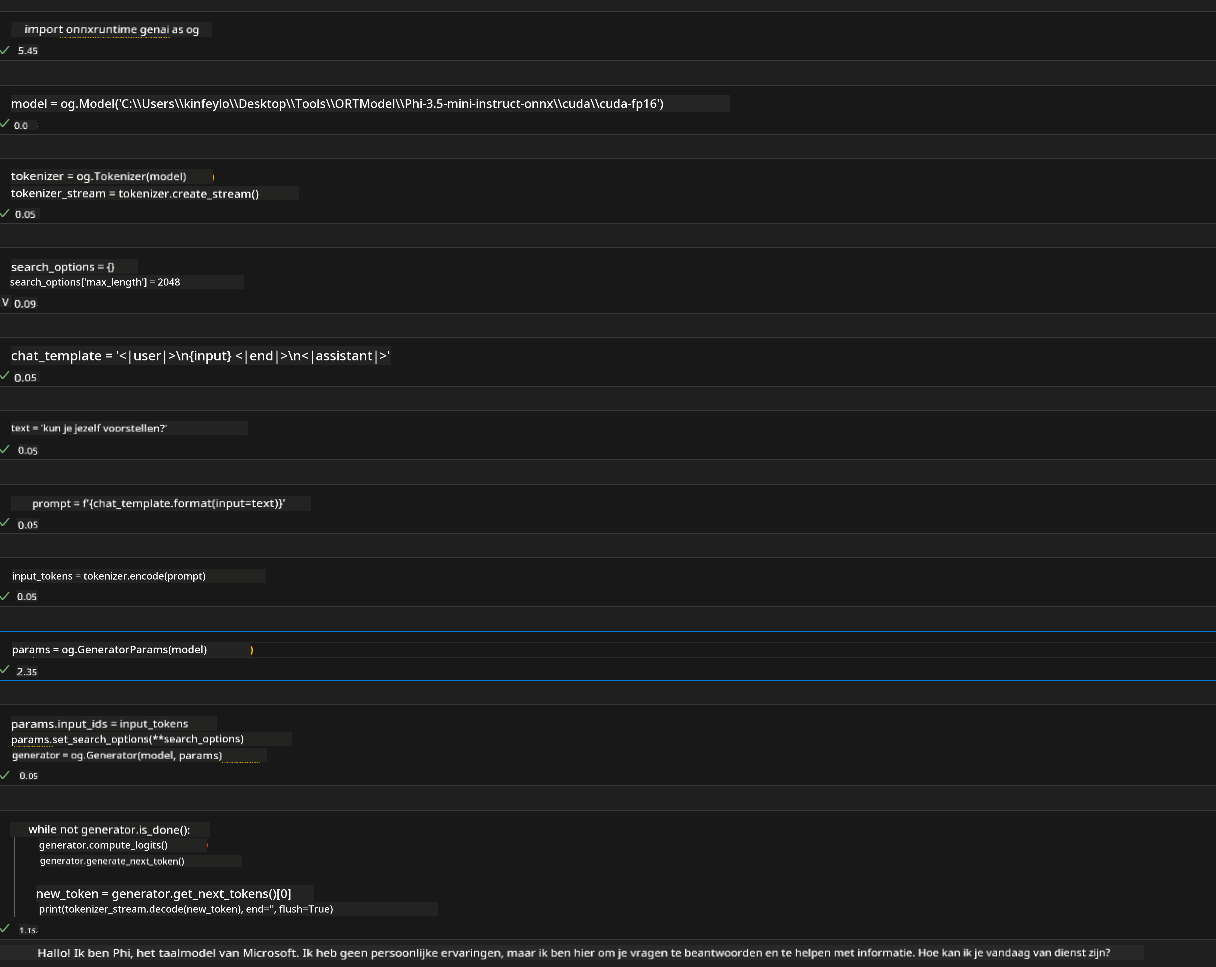 import onnxruntime genai as og
5.45
model = og.Model('C:\\Users\\kinfeylo\\Desktop\\Tools\\ORTModel\\Phi-3.5-mini-instruct-onnx\\cuda\\cuda-fp16')
0.0
tokenizer = og.Tokenizer(model) )
tokenizer_stream = tokenizer.create_stream()
0.05
search_options = {}
search_options['max_length'] = 2048
V 0.09
chat_template = '<|user|>\n{input} <|end|>\n<|assistant|>'
0.05
text = 'kun je jezelf voorstellen?'
0.05
prompt = f'{chat_template.format(input=text)}'
0.05
input_tokens = tokenizer.encode(prompt)
0.05
params = og.GeneratorParams(model) )
2.35
params.input_ids = input_tokens
params.set_search_options(**search_options)
generator = og.Generator(model, params)
0.05
while not generator.is_done():
generator.compute_logits()
generator.generate_next_token()
new_token = generator.get_next_tokens()[0]
print(tokenizer_stream.decode(new_token), end='', flush=True)
1.15.
Hallo! Ik ben Phi, het taalmodel van Microsoft. Ik heb geen persoonlijke ervaringen, maar ik ben hier om je vragen te beantwoorden en te helpen met informatie. Hoe kan ik je vandaag van dienst zijn?